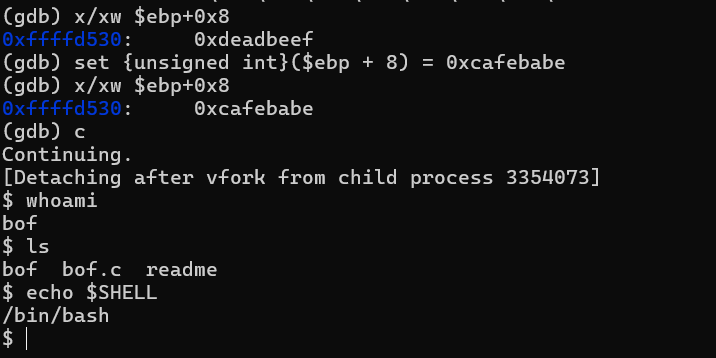 (gdb) x/xw $ebp+0x8
0xffffd530:     0xdeadbeef
(gdb) set {unsigned int}($ebp + 8) = 0xcafebabe
(gdb) x/xw $ebp+0x8
0xffffd530:     0xcafebabe
(gdb) c
Continuing.
[Detaching after vfork from child process 3354073]
$ whoami
bof
$ ls
bof  bof.c  readme
$ echo $SHELL
/bin/bash
$